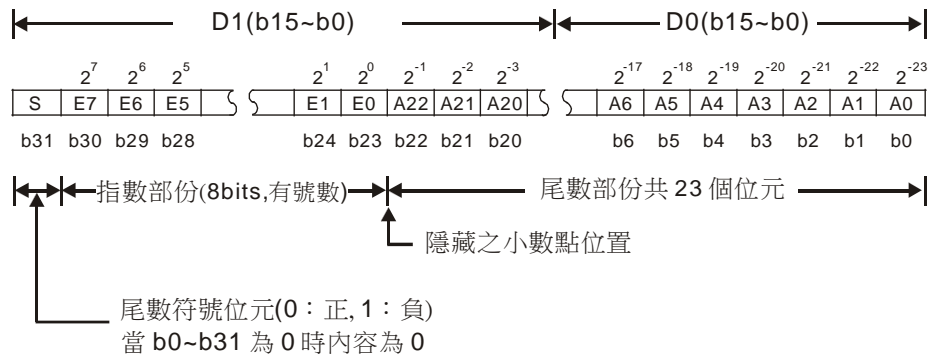 D1(b15~b0) D0(b15~b0)
2^7 2^6 2^5 2^1 2^0 2^-1 2^-2 2^-3 2^-17 2^-18 2^-19 2^-20 2^-21 2^-22 2^-23
S E7 E6 E5 E1 E0 A22 A21 A20 A6 A5 A4 A3 A2 A1 A0
b31 b30 b29 b28 b24 b23 b22 b21 b20 b6 b5 b4 b3 b2 b1 b0
指數部份(8bits,有號數) 尾數部份共 23 個位元
隱藏之小數點位置
尾數符號位元(0：正, 1：負)
當 b0~b31 為 0 時內容為 0